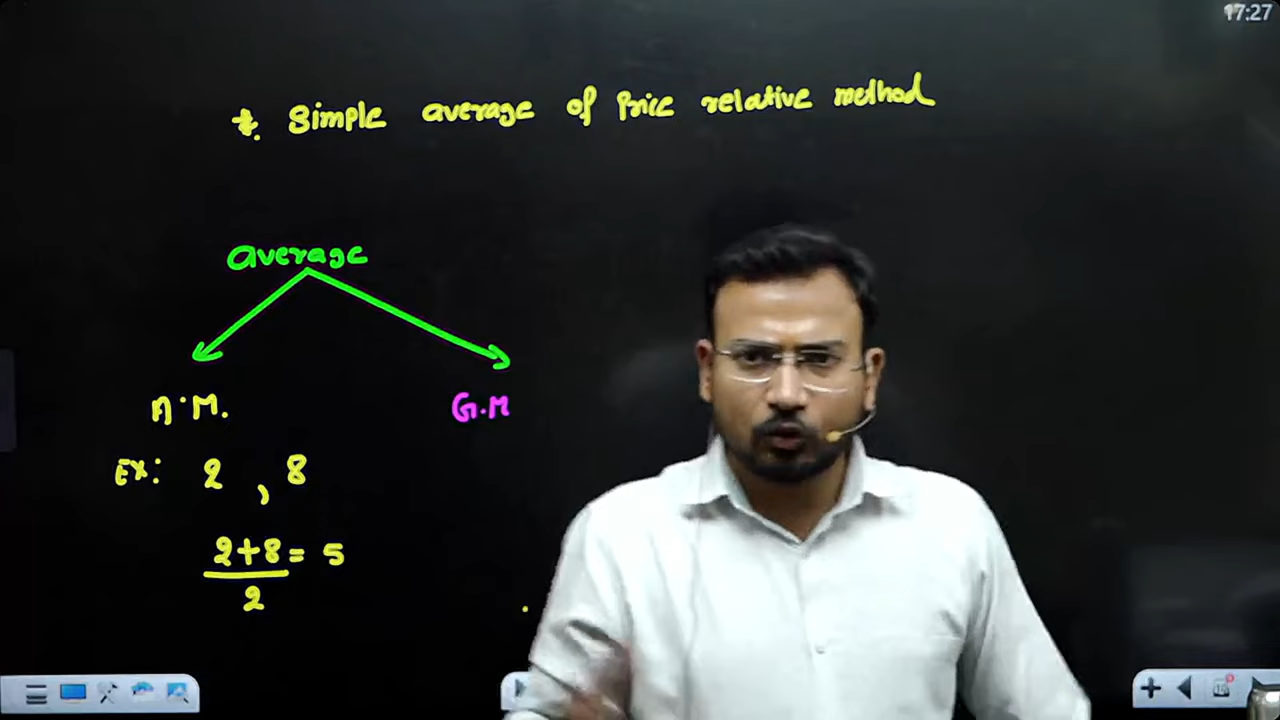 17:27
*. Simple average of Price relative method
average
A.M. G.M
Ex: 2 , 8
2+8 = 5
2